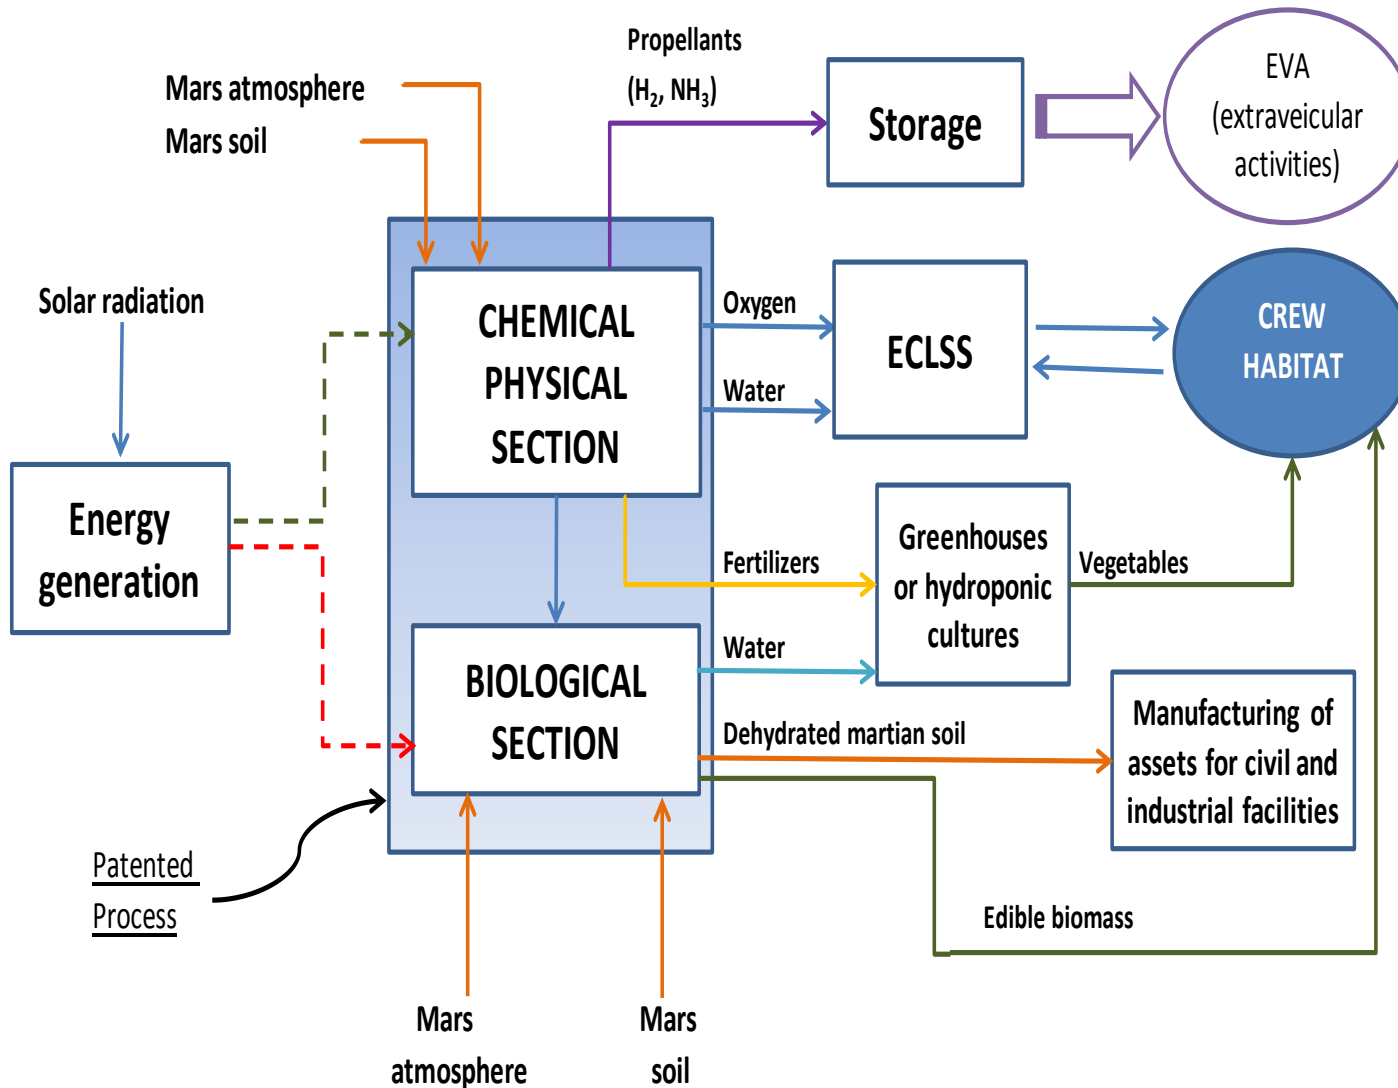 Propellants
(H₂, NH₃)
Storage
EVA
(extraveicular
activities)
Mars atmosphere
Mars soil
Solar radiation
CHEMICAL
PHYSICAL
SECTION
Oxygen
Water
ECLSS
CREW
HABITAT
Energy
generation
Fertilizers
Greenhouses
or hydroponic
cultures
Vegetables
Water
BIOLOGICAL
SECTION
Dehydrated martian soil
Manufacturing of
assets for civil and
industrial facilities
Patented
Process
Edible biomass
Mars
atmosphere
Mars
soil